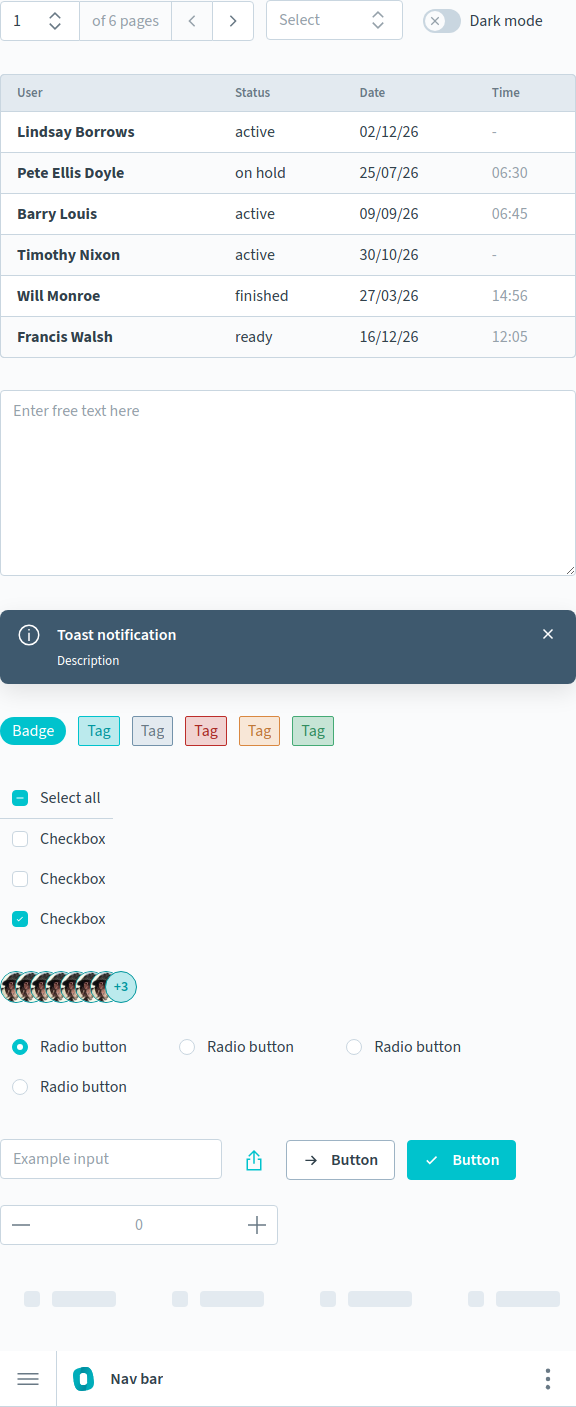 1 of 6 pages Select Dark mode
User Status Date Time
Lindsay Borrows active 02/12/26 -
Pete Ellis Doyle on hold 25/07/26 06:30
Barry Louis active 09/09/26 06:45
Timothy Nixon active 30/10/26 -
Will Monroe finished 27/03/26 14:56
Francis Walsh ready 16/12/26 12:05
Enter free text here
Toast notification
Description
Badge Tag Tag Tag Tag Tag
Select all
Checkbox
Checkbox
Checkbox
+3
Radio button Radio button Radio button
Radio button
Example input Button Button
0
Nav bar